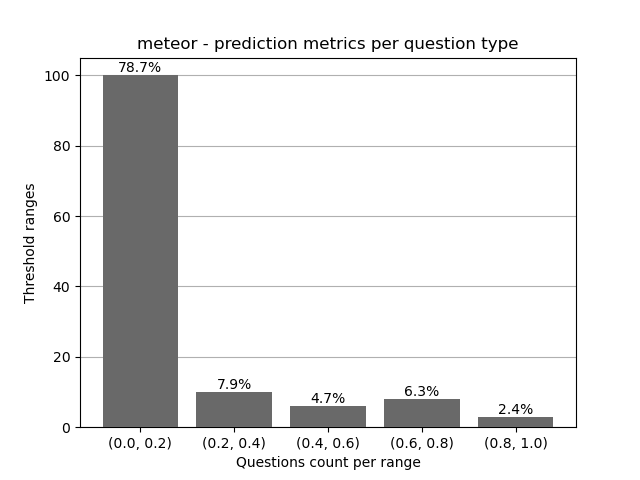 meteor - prediction metrics per question type
78.7%
7.9%
4.7%
6.3%
2.4%
100
80
60
40
20
0
Threshold ranges
(0.0, 0.2) (0.2, 0.4) (0.4, 0.6) (0.6, 0.8) (0.8, 1.0)
Questions count per range